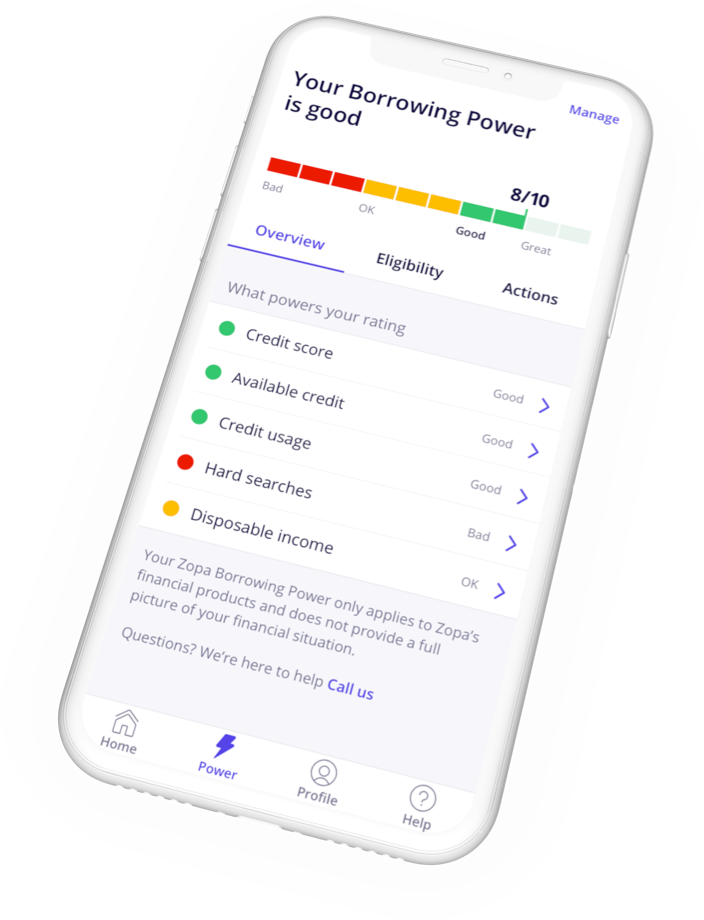 Your Borrowing Power
is good
Manage
8/10
Bad
OK
Good
Great
Overview
Eligibility
Actions
What powers your rating
Credit score
Good
Available credit
Good
Credit usage
Good
Hard searches
Bad
Disposable income
OK
Your Zopa Borrowing Power only applies to Zopa’s
financial products and does not provide a full
picture of your financial situation.
Questions? We’re here to help Call us
Home
Power
Profile
Help